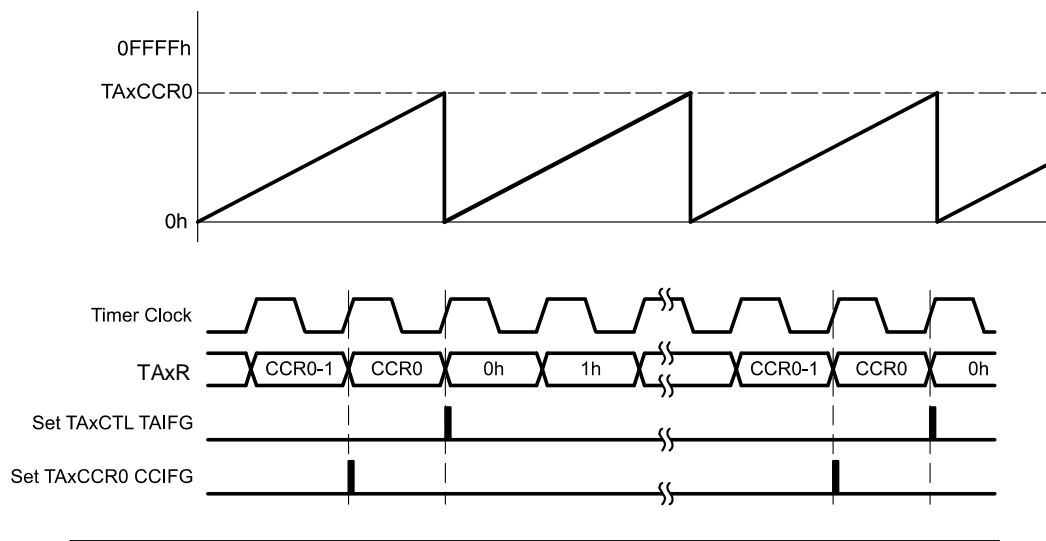 0FFFFh
TAxCCR0
0h
Timer Clock
TAxR CCR0-1 CCR0 0h 1h CCR0-1 CCR0 0h
Set TAxCTL TAIFG
Set TAxCCR0 CCIFG